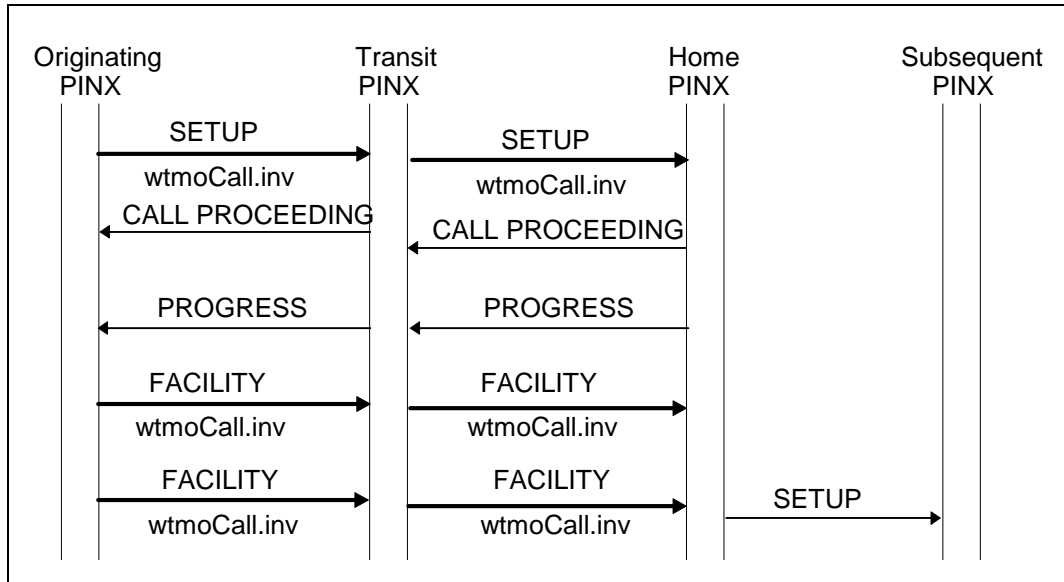 Originating
PINX
Transit
PINX
Home
PINX
Subsequent
PINX
SETUP
SETUP
wtmoCall.inv
wtmoCall.inv
CALL PROCEEDING
CALL PROCEEDING
PROGRESS
PROGRESS
FACILITY
FACILITY
wtmoCall.inv
wtmoCall.inv
FACILITY
FACILITY
SETUP
wtmoCall.inv
wtmoCall.inv